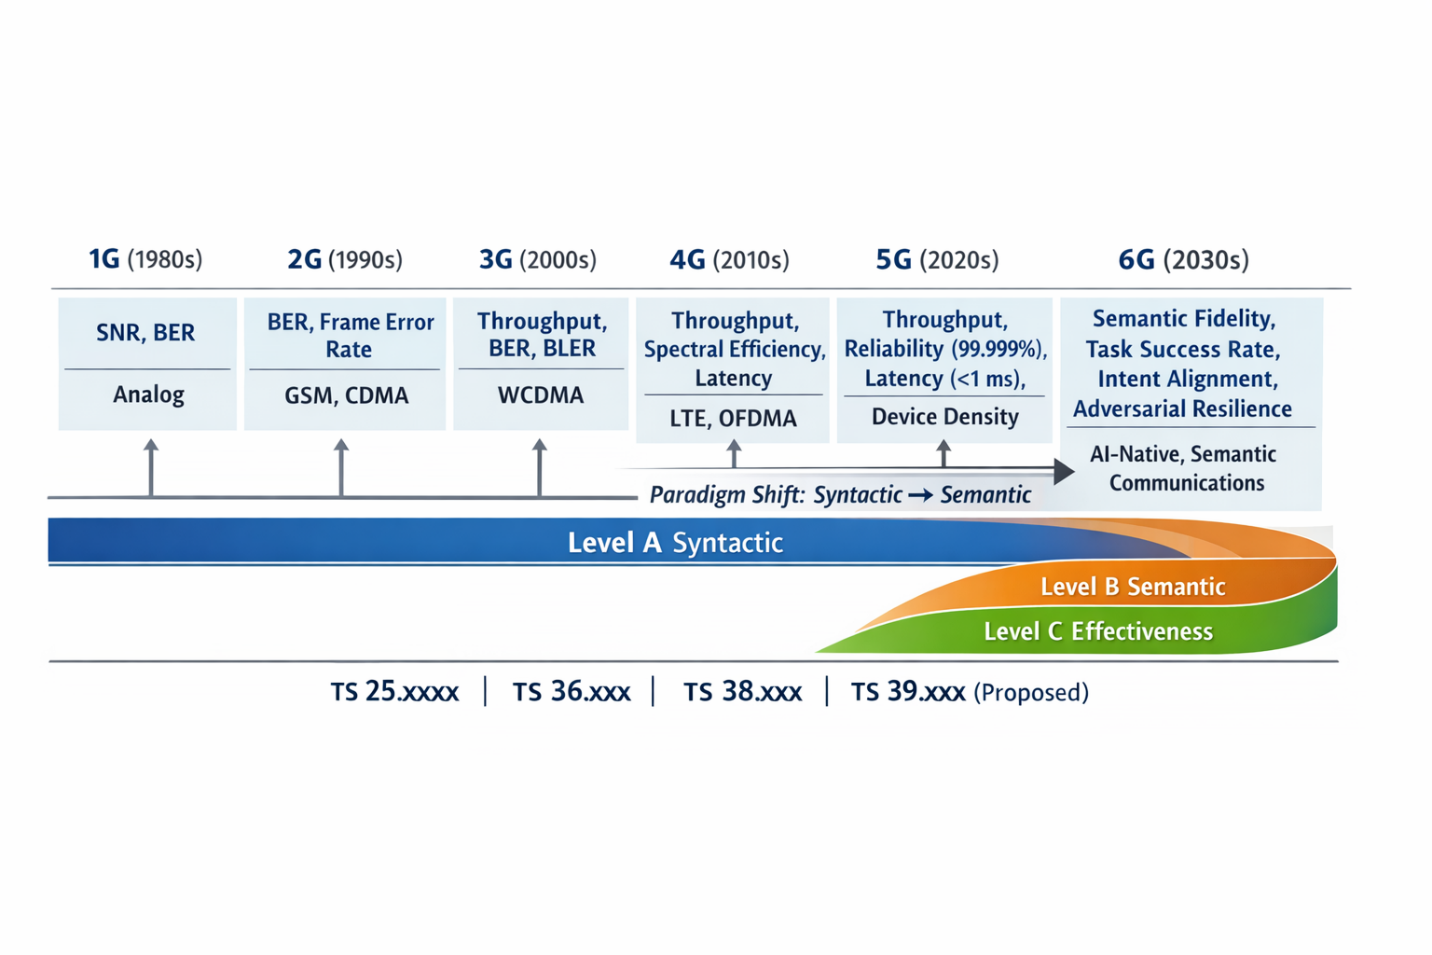 1G (1980s)
2G (1990s)
3G (2000s)
4G (2010s)
5G (2020s)
6G (2030s)
SNR, BER
Analog
BER, Frame Error
Rate
GSM, CDMA
Throughput,
BER, BLER
WCDMA
Throughput,
Spectral Efficiency,
Latency
LTE, OFDMA
Throughput,
Reliability (99.999%),
Latency (<1 ms),
Device Density
Semantic Fidelity,
Task Success Rate,
Intent Alignment,
Adversarial Resilience
AI-Native, Semantic
Communications
Paradigm Shift: Syntactic → Semantic
Level A Syntactic
Level B Semantic
Level C Effectiveness
TS 25.xxxx | TS 36.xxx | TS 38.xxx | TS 39.xxx (Proposed)